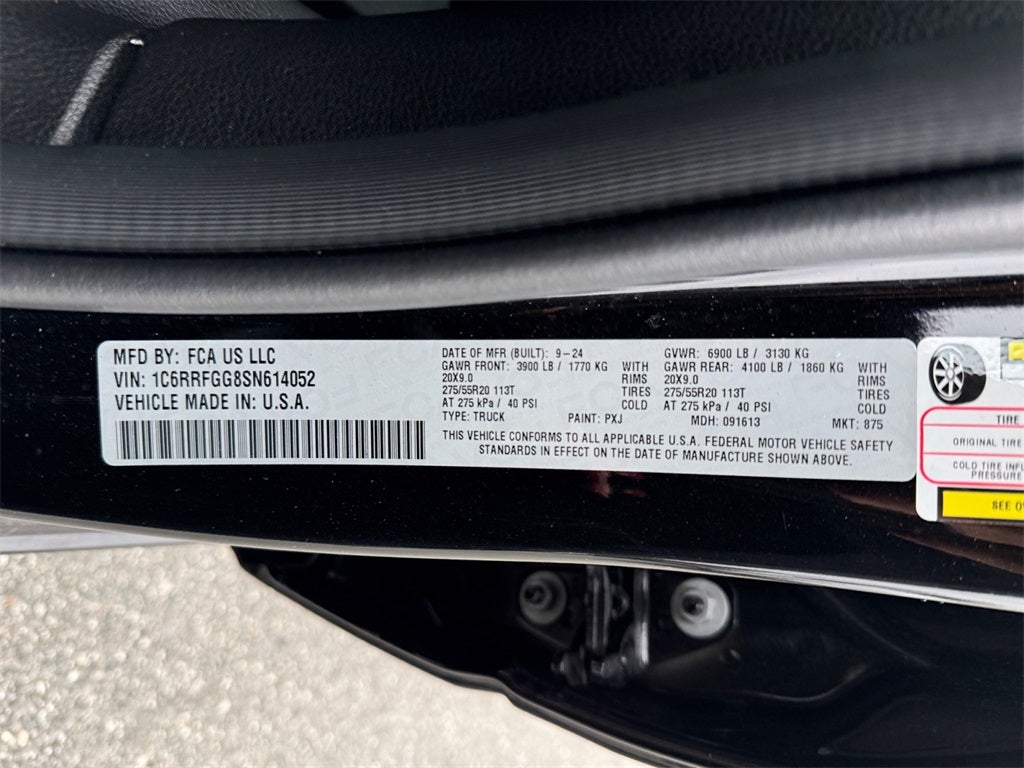 MFD BY: FCA US LLC
VIN: 1C6RRFGG8SN614052
VEHICLE MADE IN: U.S.A.
DATE OF MFR (BUILT): 9-24
GAWR FRONT: 3900 LB / 1770 KG WITH
20X9.0 RIMS
275/55R20 113T TIRES
AT 275 kPa / 40 PSI COLD
TYPE: TRUCK PAINT: PXJ
GVWR: 6900 LB / 3130 KG
GAWR REAR: 4100 LB / 1860 KG WITH
20X9.0 RIMS
275/55R20 113T TIRES
AT 275 kPa / 40 PSI COLD
MDH: 091613 MKT: 875
THIS VEHICLE CONFORMS TO ALL APPLICABLE U.S.A. FEDERAL MOTOR VEHICLE SAFETY
STANDARDS IN EFFECT ON THE DATE OF MANUFACTURE SHOWN ABOVE.
TIRE
ORIGINAL TIRE
COLD TIRE INFL
PRESSURE
SEE